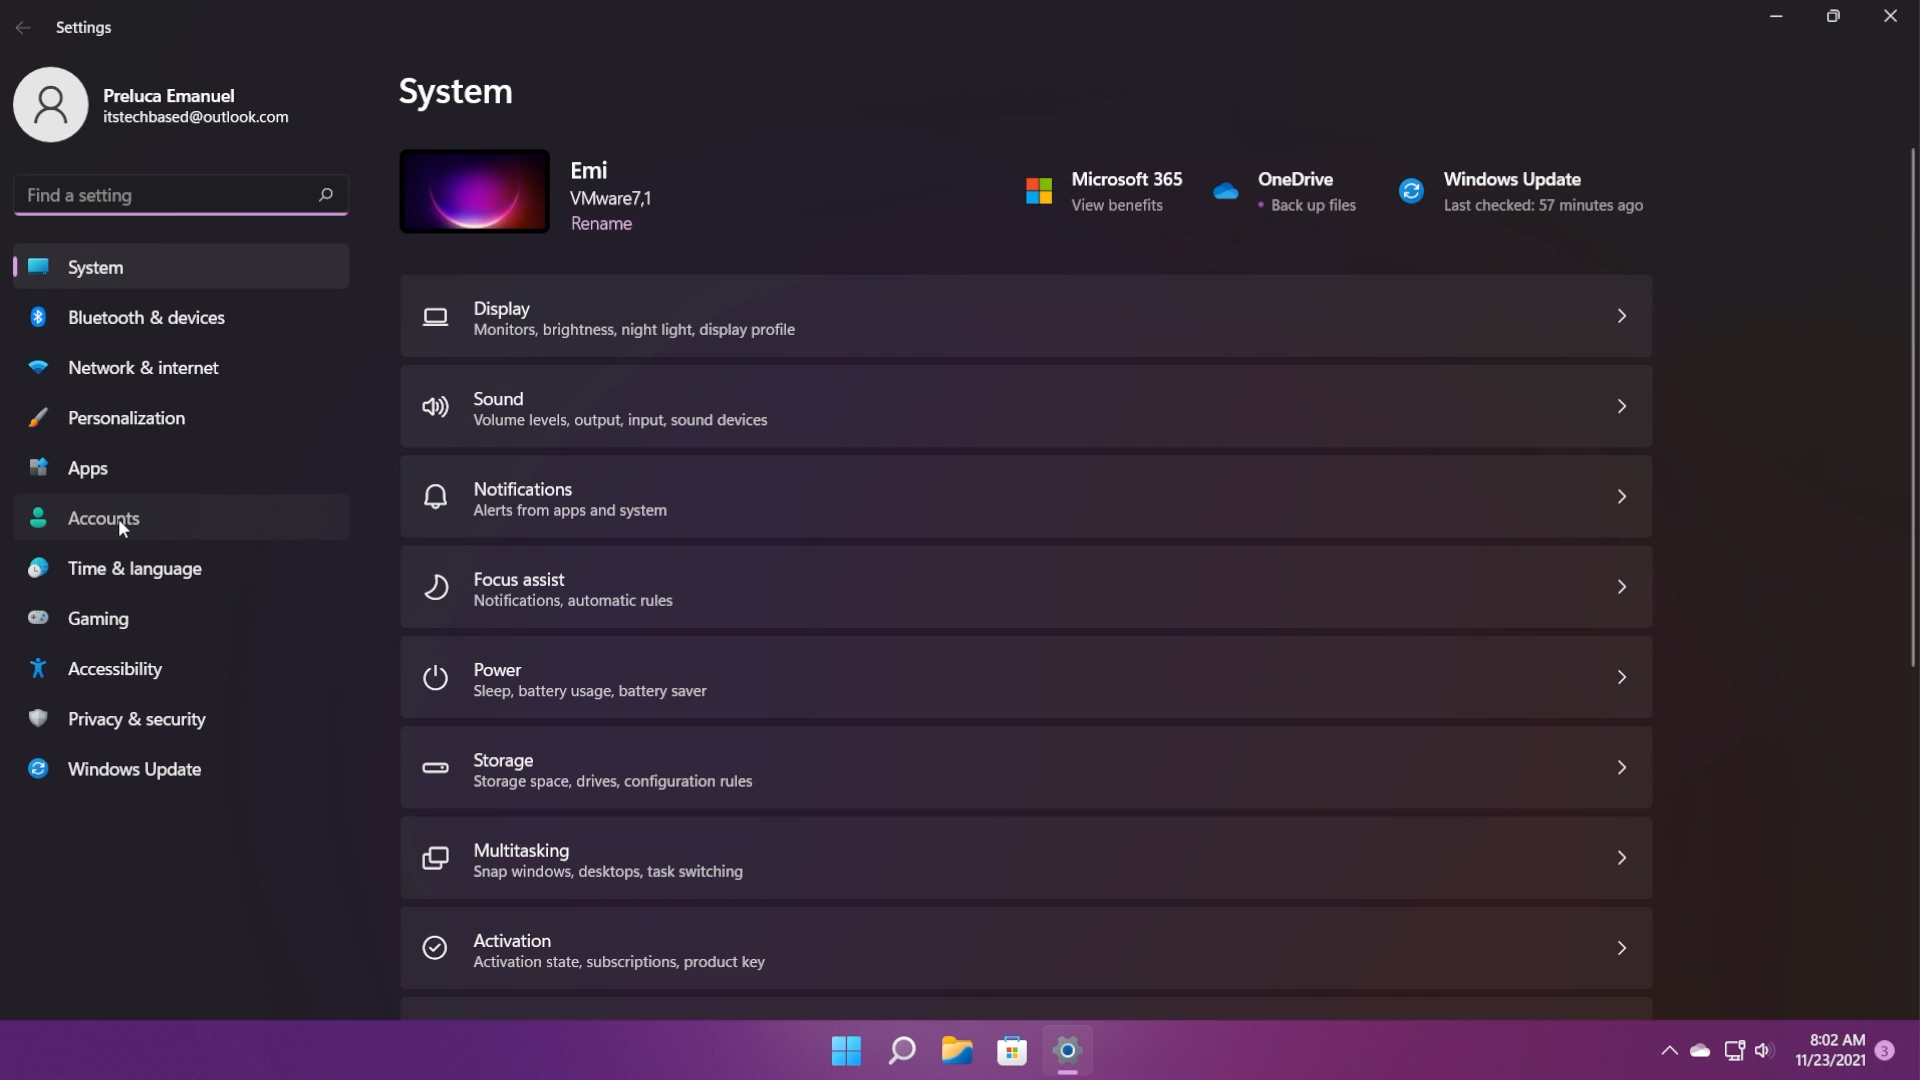 Settings
Preluca Emanuel
itstechbased@outlook.com
Find a setting
System
Bluetooth & devices
Network & internet
Personalization
Apps
Accounts
Time & language
Gaming
Accessibility
Privacy & security
Windows Update
System
Emi
VMware7,1
Rename
Microsoft 365
View benefits
OneDrive
• Back up files
Windows Update
Last checked: 57 minutes ago
Display
Monitors, brightness, night light, display profile
Sound
Volume levels, output, input, sound devices
Notifications
Alerts from apps and system
Focus assist
Notifications, automatic rules
Power
Sleep, battery usage, battery saver
Storage
Storage space, drives, configuration rules
Multitasking
Snap windows, desktops, task switching
Activation
Activation state, subscriptions, product key
8:02 AM
11/23/2021
3